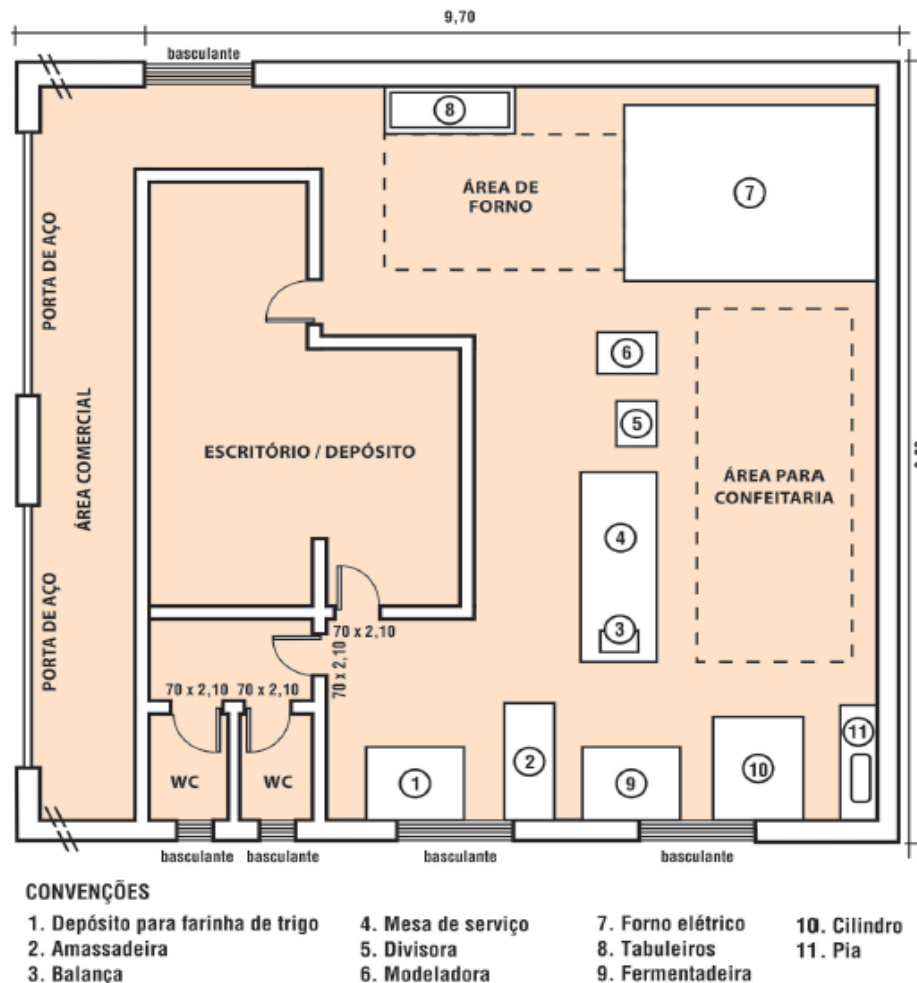 9,70
basculante
8
ÁREA DE
FORNO
7
PORTA DE AÇO
6
5
ÁREA COMERCIAL
ESCRITÓRIO / DEPÓSITO
ÁREA PARA
CONFEITARIA
4
3
PORTA DE AÇO
70 x 2,10
70 x 2,10
70 x 2,10 70 x 2,10
WC
WC
1
2
9
10
11
basculante
basculante
basculante
basculante
CONVENÇÕES
1. Depósito para farinha de trigo
2. Amassadeira
3. Balança
4. Mesa de serviço
5. Divisora
6. Modeladora
7. Forno elétrico
8. Tabuleiros
9. Fermentadeira
10. Cilindro
11. Pia